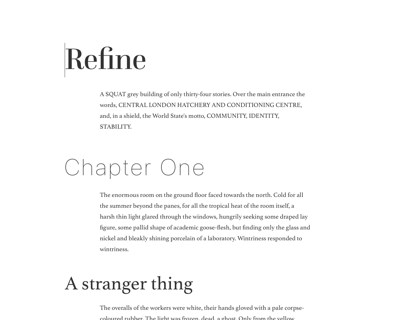 Refine
A SQUAT grey building of only thirty-four stories. Over the main entrance the
words, CENTRAL LONDON HATCHERY AND CONDITIONING CENTRE,
and, in a shield, the World State's motto, COMMUNITY, IDENTITY,
STABILITY.
Chapter One
The enormous room on the ground floor faced towards the north. Cold for all
the summer beyond the panes, for all the tropical heat of the room itself, a
harsh thin light glared through the windows, hungrily seeking some draped lay
figure, some pallid shape of academic goose-flesh, but finding only the glass and
nickel and bleakly shining porcelain of a laboratory. Wintriness responded to
wintriness.
A stranger thing
The overalls of the workers were white, their hands gloved with a pale corpse-
coloured rubber. The light was frozen, dead, a ghost. Only from the yellow